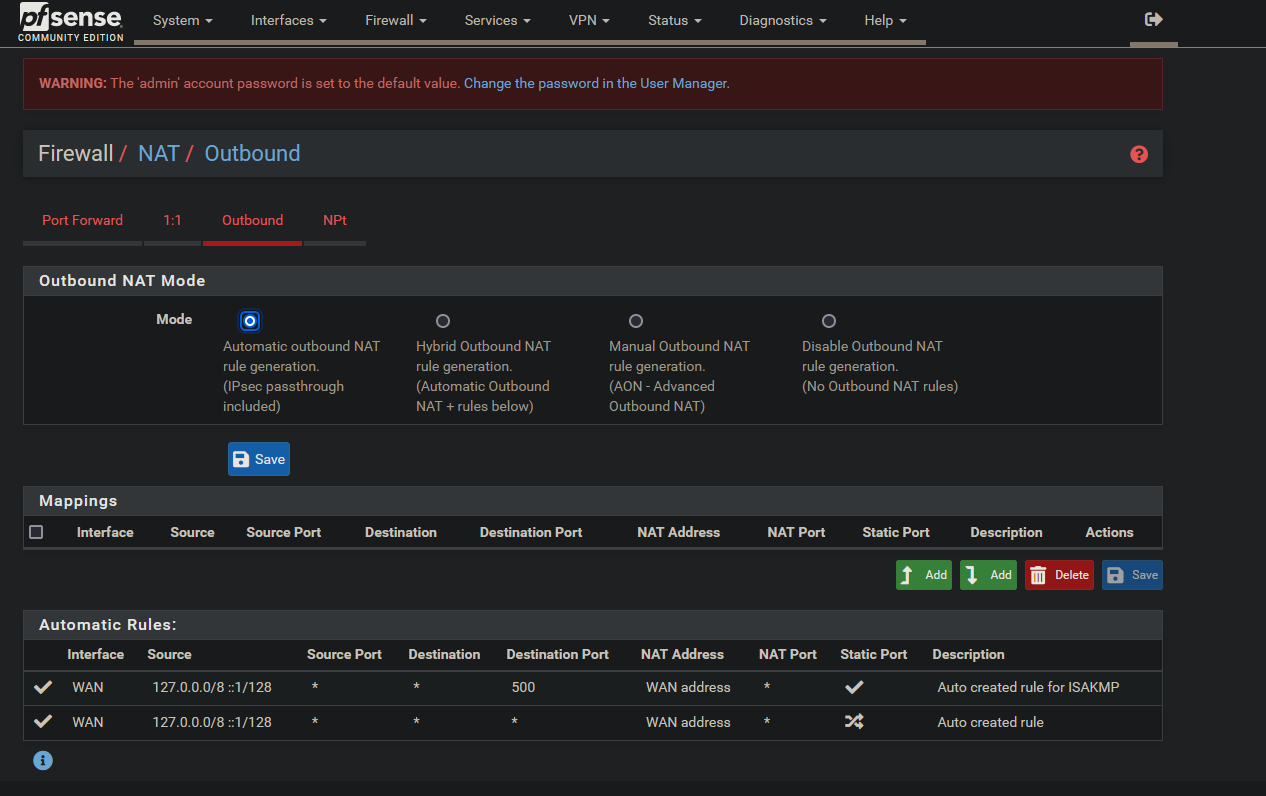 pfsense
COMMUNITY EDITION
System Interfaces Firewall Services VPN Status Diagnostics Help
WARNING: The 'admin' account password is set to the default value. Change the password in the User Manager.
Firewall / NAT / Outbound
Port Forward 1:1 Outbound NPt
Outbound NAT Mode
Mode
Automatic outbound NAT
rule generation.
(IPsec passthrough
included)
Hybrid Outbound NAT
rule generation.
(Automatic Outbound
NAT + rules below)
Manual Outbound NAT
rule generation.
(AON - Advanced
Outbound NAT)
Disable Outbound NAT
rule generation.
(No Outbound NAT rules)
Save
Mappings
Interface Source Source Port Destination Destination Port NAT Address NAT Port Static Port Description Actions
Add Add Delete Save
Automatic Rules:
Interface Source Source Port Destination Destination Port NAT Address NAT Port Static Port Description
WAN 127.0.0.0/8 ::1/128 * * 500 WAN address * Auto created rule for ISAKMP
WAN 127.0.0.0/8 ::1/128 * * * WAN address * Auto created rule